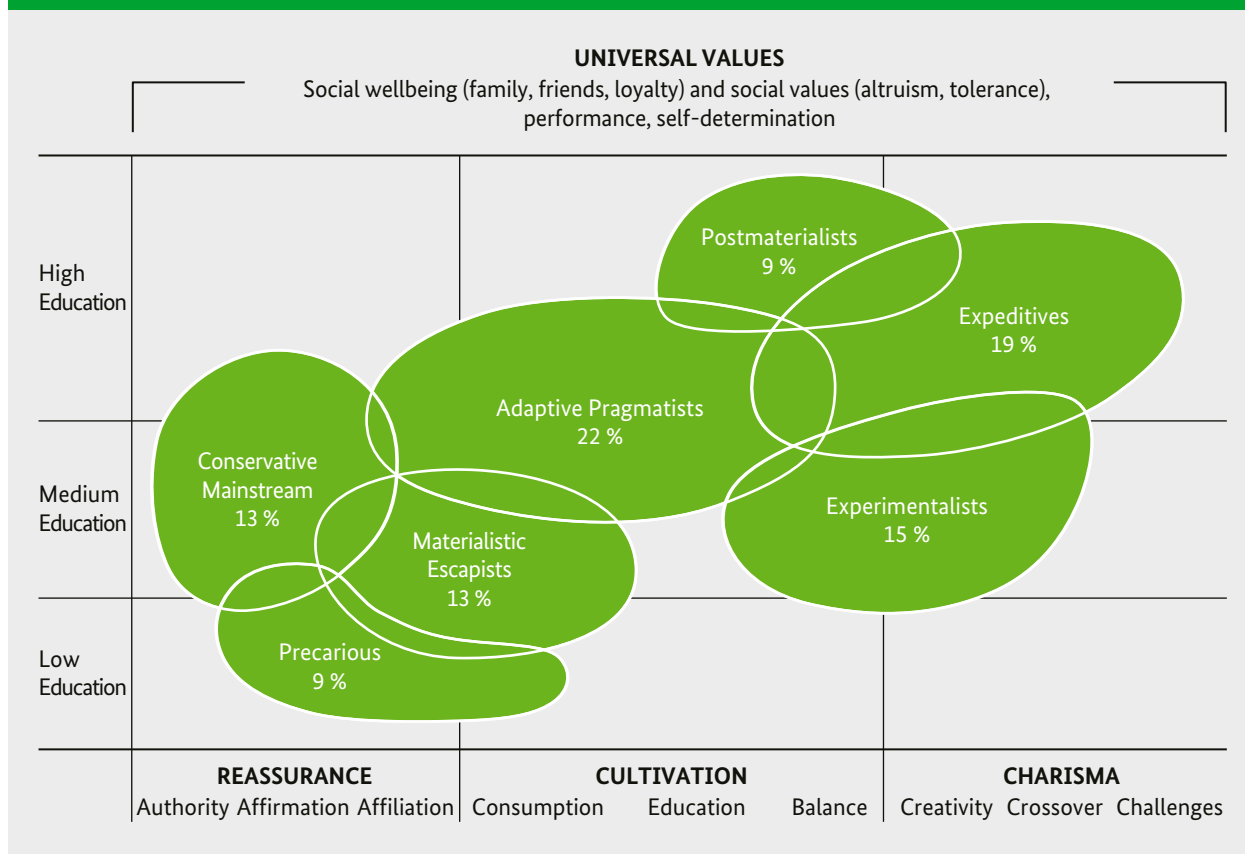 UNIVERSAL VALUES
Social wellbeing (family, friends, loyalty) and social values (altruism, tolerance),
performance, self-determination
High
Education
Medium
Education
Low
Education
Postmaterialists
9 %
Expeditives
19 %
Adaptive Pragmatists
22 %
Conservative
Mainstream
13 %
Experimentalists
15 %
Materialistic
Escapists
13 %
Precarious
9 %
REASSURANCE
Authority Affirmation Affiliation
CULTIVATION
Consumption Education Balance
CHARISMA
Creativity Crossover Challenges